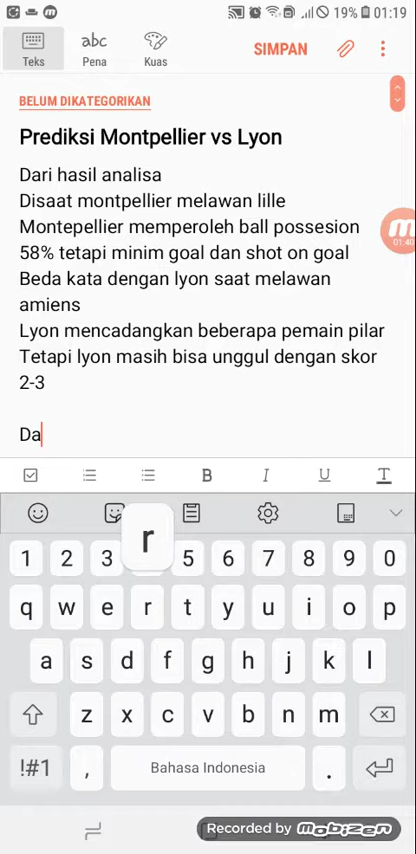 19% 01:19
Teks
abc
Pena
Kuas
SIMPAN
BELUM DIKATEGORIKAN
Prediksi Montpellier vs Lyon
Dari hasil analisa
Disaat montpellier melawan lille
Montepellier memperoleh ball possesion
58% tetapi minim goal dan shot on goal
Beda kata dengan lyon saat melawan
amiens
Lyon mencadangkan beberapa pemain pilar
Tetapi lyon masih bisa unggul dengan skor
2-3
Da
01:40
B I U T
r
1 2 3 5 6 7 8 9 0
q w e r t y u i o p
a s d f g h j k l
z x c v b n m
!#1 , Bahasa Indonesia .
Recorded by mobizen